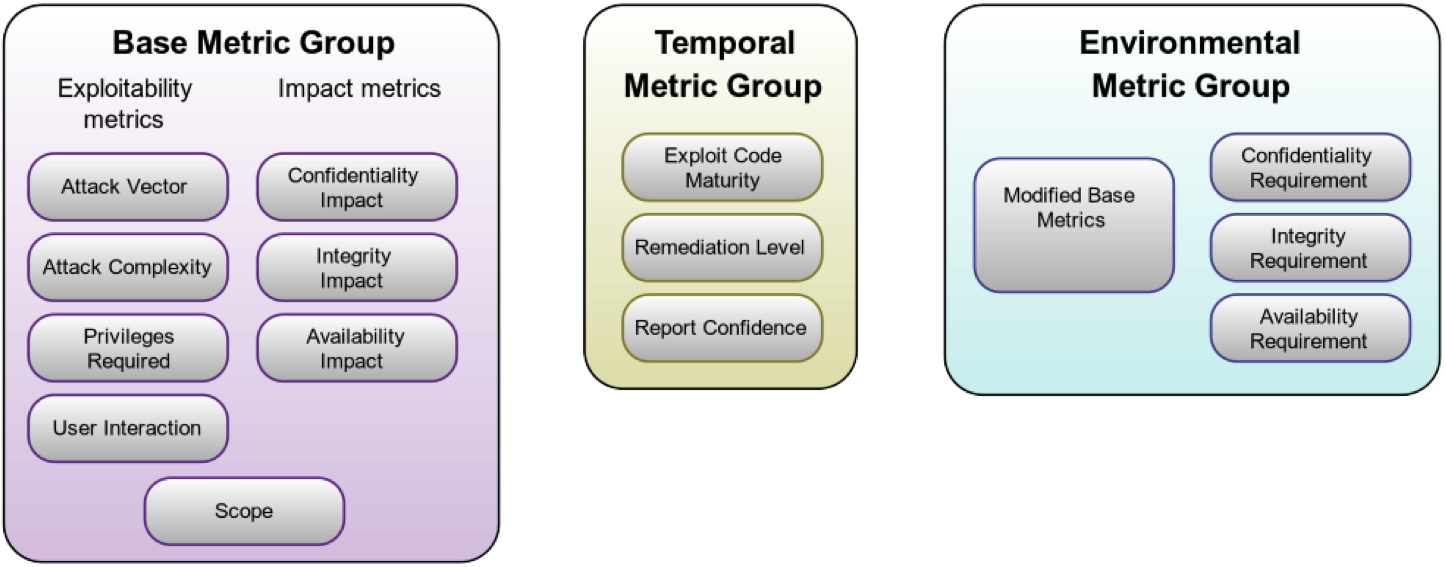 Base Metric Group
Exploitability
metrics
Impact metrics
Attack Vector
Confidentiality
Impact
Attack Complexity
Integrity
Impact
Privileges
Required
Availability
Impact
User Interaction
Scope
Temporal
Metric Group
Exploit Code
Maturity
Remediation Level
Report Confidence
Environmental
Metric Group
Modified Base
Metrics
Confidentiality
Requirement
Integrity
Requirement
Availability
Requirement